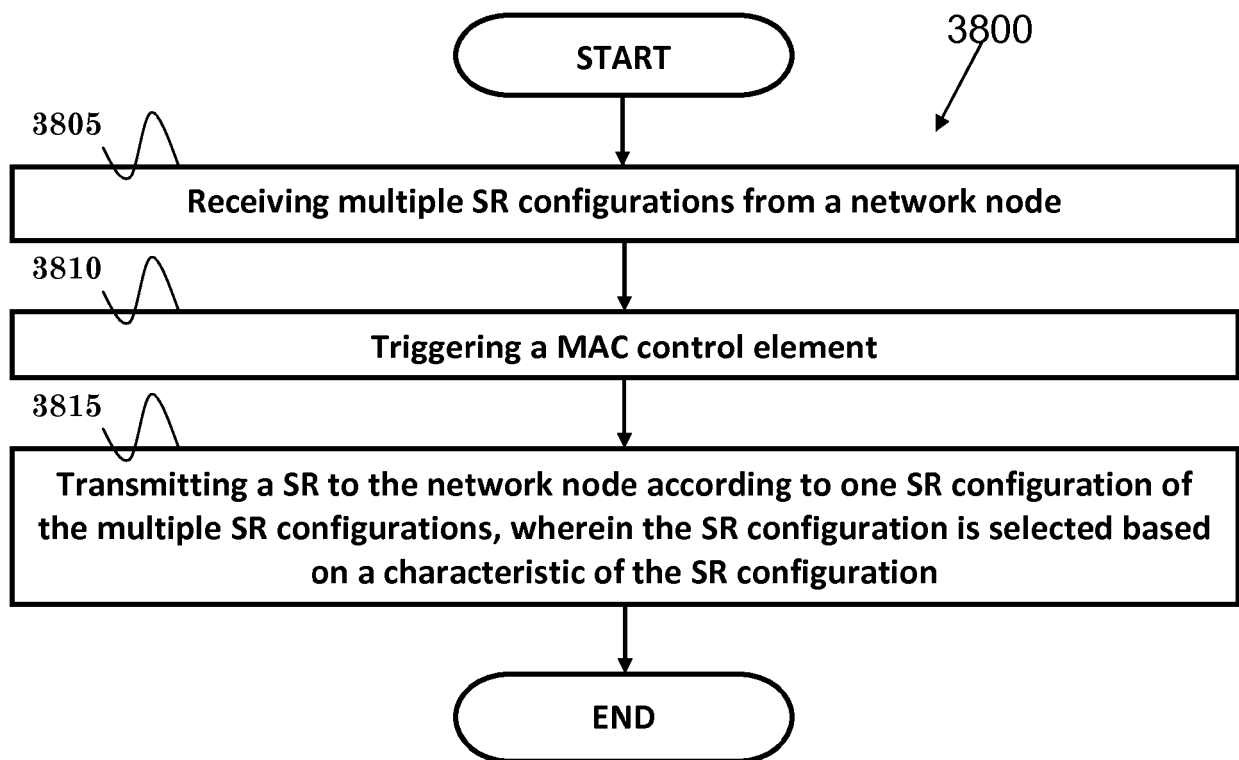 START
3800
3805
Receiving multiple SR configurations from a network node
3810
Triggering a MAC control element
3815
Transmitting a SR to the network node according to one SR configuration of
the multiple SR configurations, wherein the SR configuration is selected based
on a characteristic of the SR configuration
END